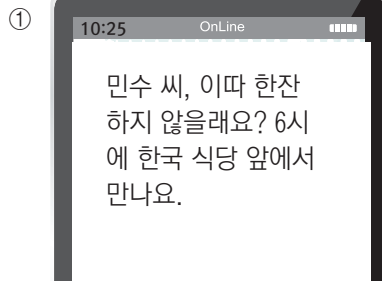 ①
10:25 OnLine
민수 씨, 이따 한잔
하지 않을래요? 6시
에 한국 식당 앞에서
만나요.